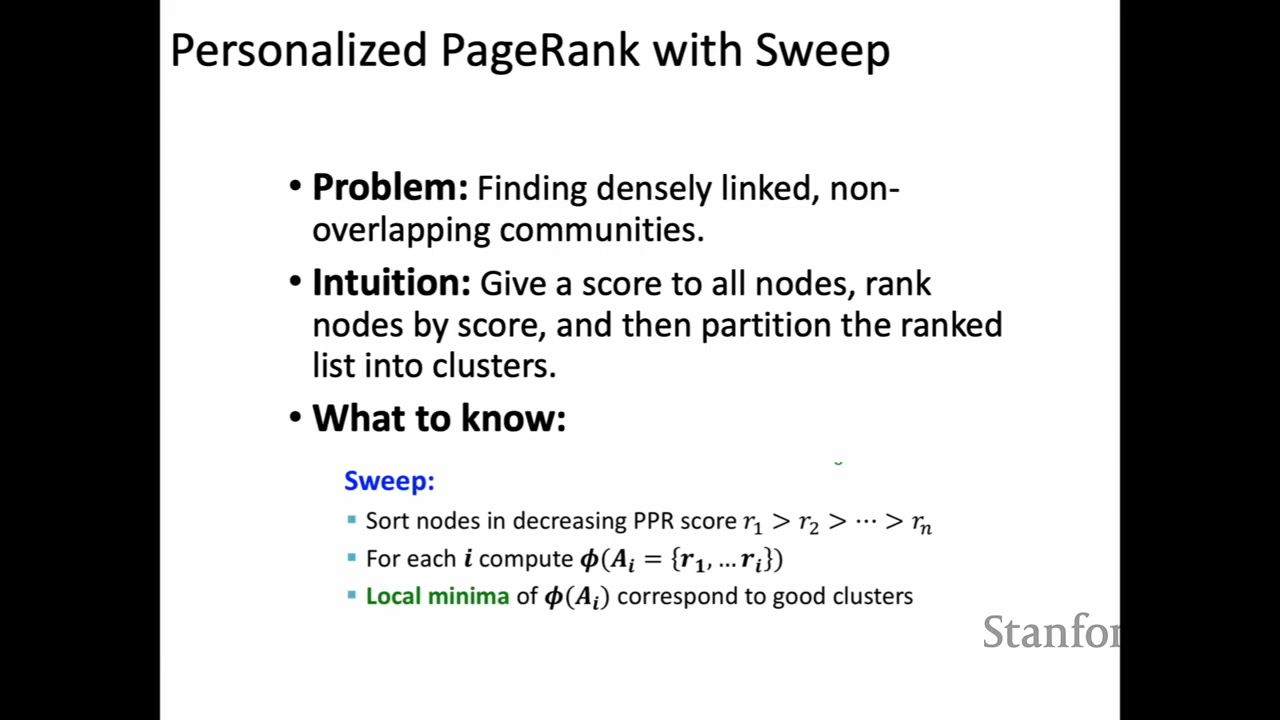 Personalized PageRank with Sweep
• Problem: Finding densely linked, non-
overlapping communities.
• Intuition: Give a score to all nodes, rank
nodes by score, and then partition the ranked
list into clusters.
• What to know:
Sweep:
▪ Sort nodes in decreasing PPR score r₁ > r₂ > ⋯ > rₙ
▪ For each i compute ϕ(Aᵢ = {r₁, … rᵢ})
▪ Local minima of ϕ(Aᵢ) correspond to good clusters
Stanfor